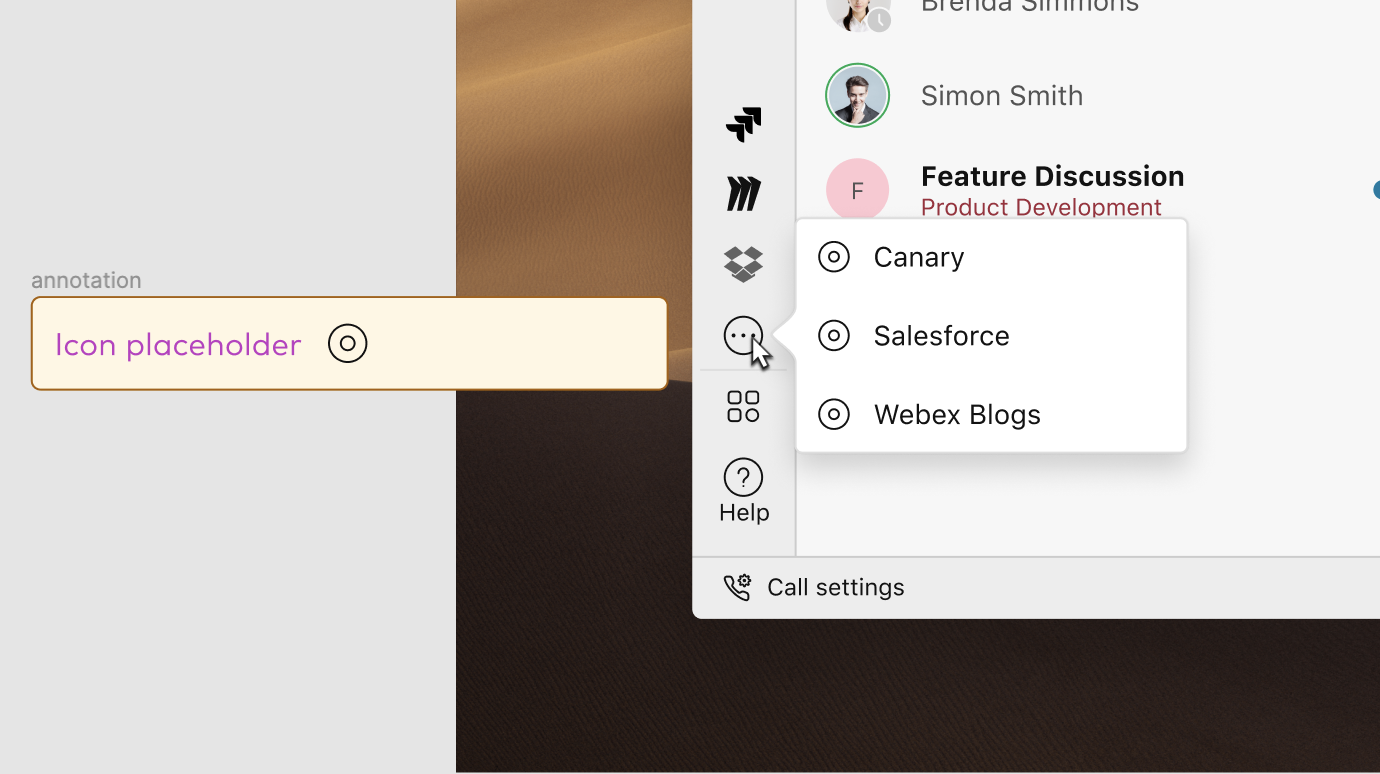 Brenda Simmons
Simon Smith
F
Feature Discussion
Product Development
annotation
Icon placeholder
Canary
Salesforce
Webex Blogs
?
Help
Call settings